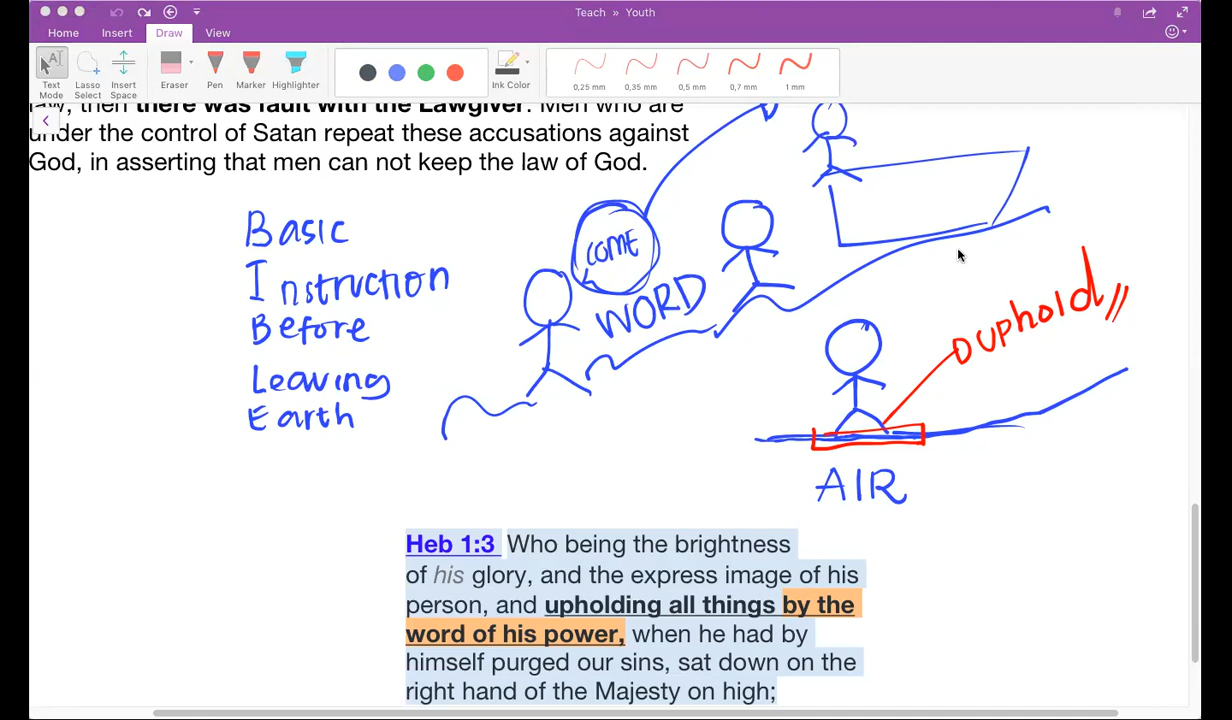 Teach » Youth
Home Insert Draw View
Text Mode
Lasso Select
Insert Space
Eraser
Pen
Marker
Highlighter
Ink Color
0,25 mm
0,35 mm
0,5 mm
0,7 mm
1 mm
law, then there was fault with the Lawgiver. Men who are
under the control of Satan repeat these accusations against
God, in asserting that men can not keep the law of God.
Basic
Instruction
Before
Leaving
Earth
COME
WORD
uphold
AIR
Heb 1:3 Who being the brightness
of his glory, and the express image of his
person, and upholding all things by the
word of his power, when he had by
himself purged our sins, sat down on the
right hand of the Majesty on high;